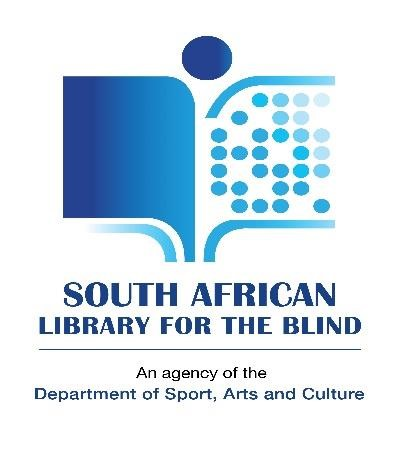 SOUTH AFRICAN
LIBRARY FOR THE BLIND
An agency of the
Department of Sport, Arts and Culture